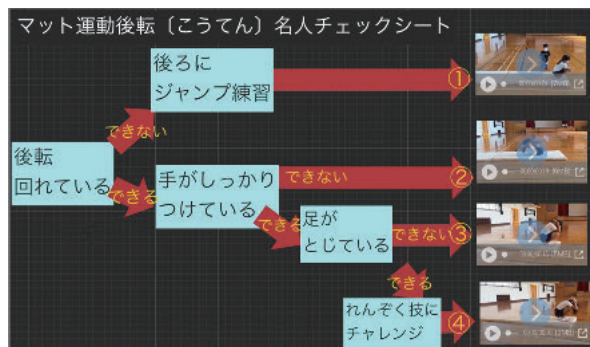 マット運動後転〔こうてん〕名人チェックシート
後ろに
ジャンプ練習
①
できない
後転
回れている
できる
手がしっかり
つけている
できない
②
できる
足が
とじている
できない
③
できる
れんぞく技に
チャレンジ
④